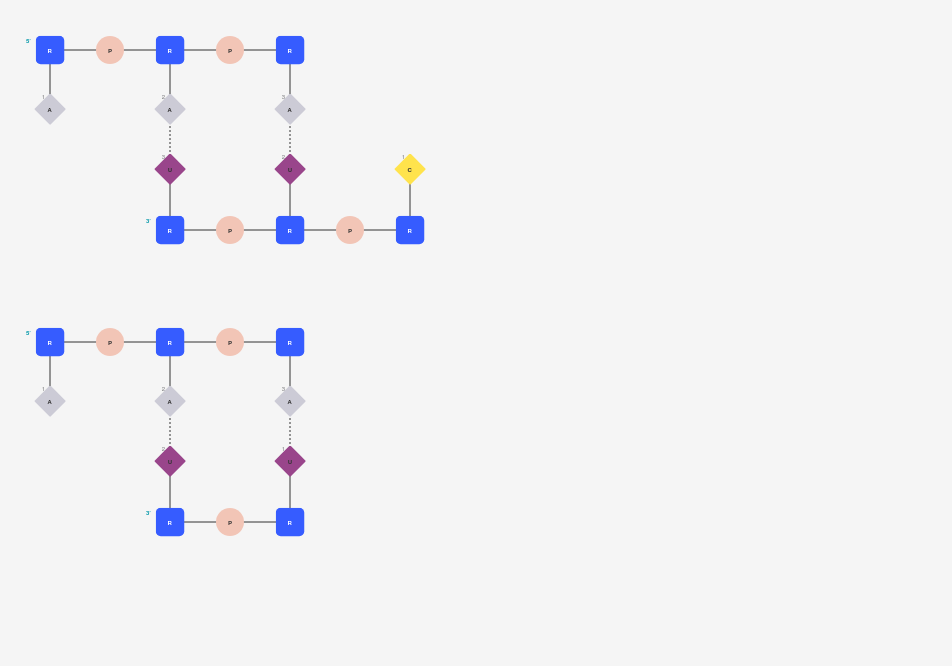 5'
R P R P R
1 2 3
A A A
3 2 1
U U G
3'
R P R P R
5'
R P R P R
1 2 3
A A A
2 1
U U
3'
R P R